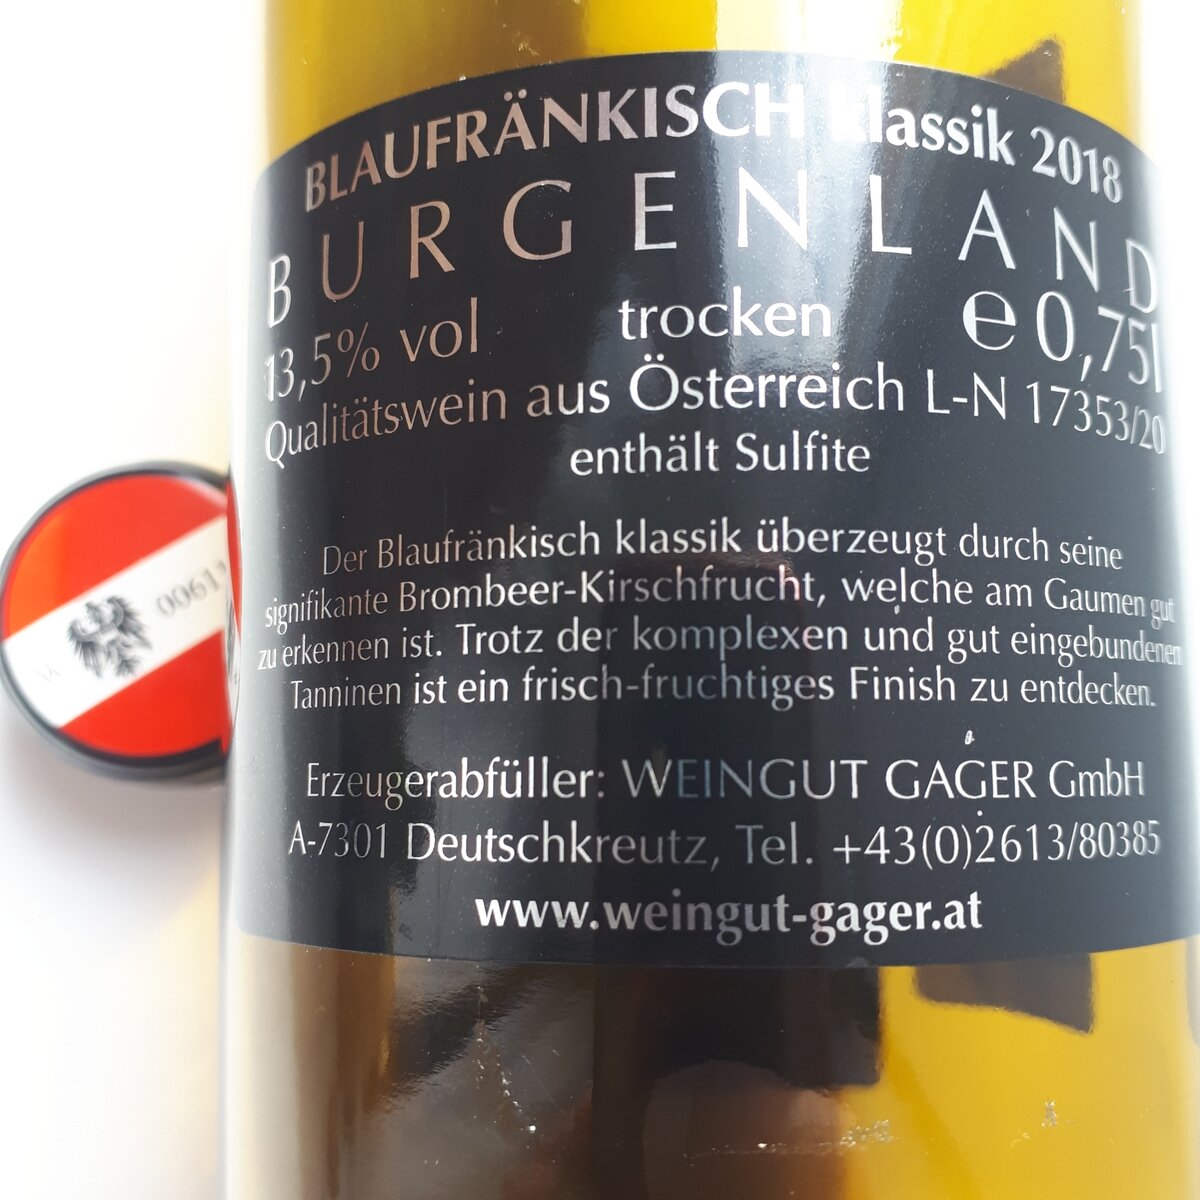 BLAUFRÄNKISCH klassik 2018
BURGENLAND
13,5% vol trocken ℮ 0,75l
Qualitätswein aus Österreich L-N 17353/20
enthält Sulfite
Der Blaufränkisch klassik überzeugt durch seine
signifikante Brombeer-Kirschfrucht, welche am Gaumen gut
zu erkennen ist. Trotz der komplexen und gut eingebundenen
Tanninen ist ein frisch-fruchtiges Finish zu entdecken.
Erzeugerabfüller: WEINGUT GAGER GmbH
A-7301 Deutschkreutz, Tel. +43(0)2613/80385
www.weingut-gager.at